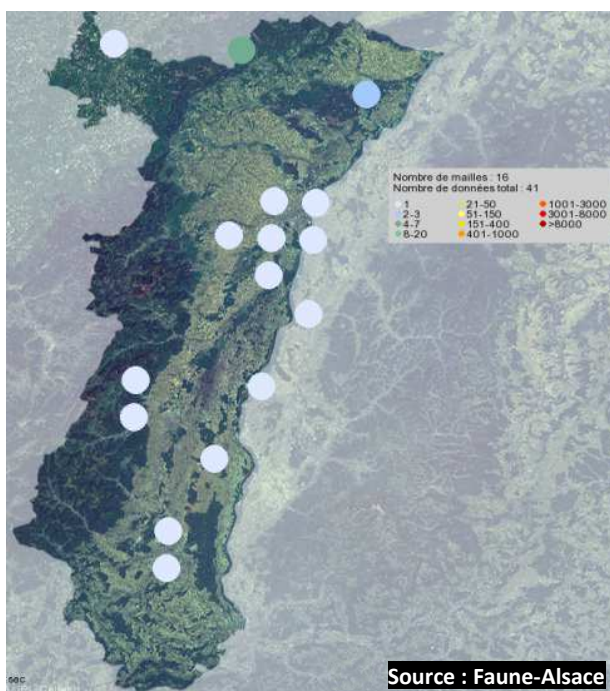 Nombre de mailles : 16
Nombre de données total : 41
1 21-50 1001-3000
2-3 51-150 3001-8000
4-7 151-400 >8000
8-20 401-1000
Source : Faune-Alsace